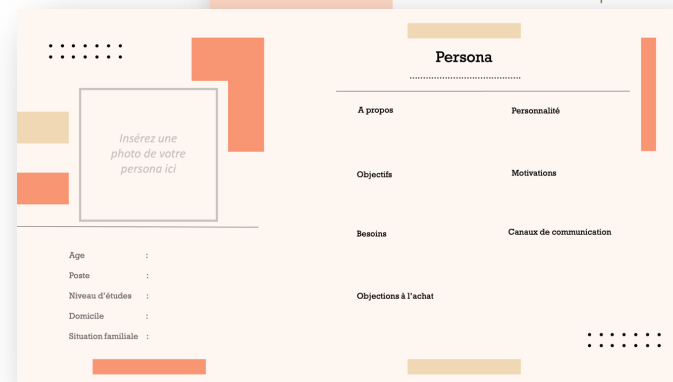 Persona
Insérez une
photo de votre
persona ici
Age :
Poste :
Niveau d'études :
Domicile :
Situation familiale :
A propos
Personnalité
Objectifs
Motivations
Besoins
Canaux de communication
Objections à l'achat